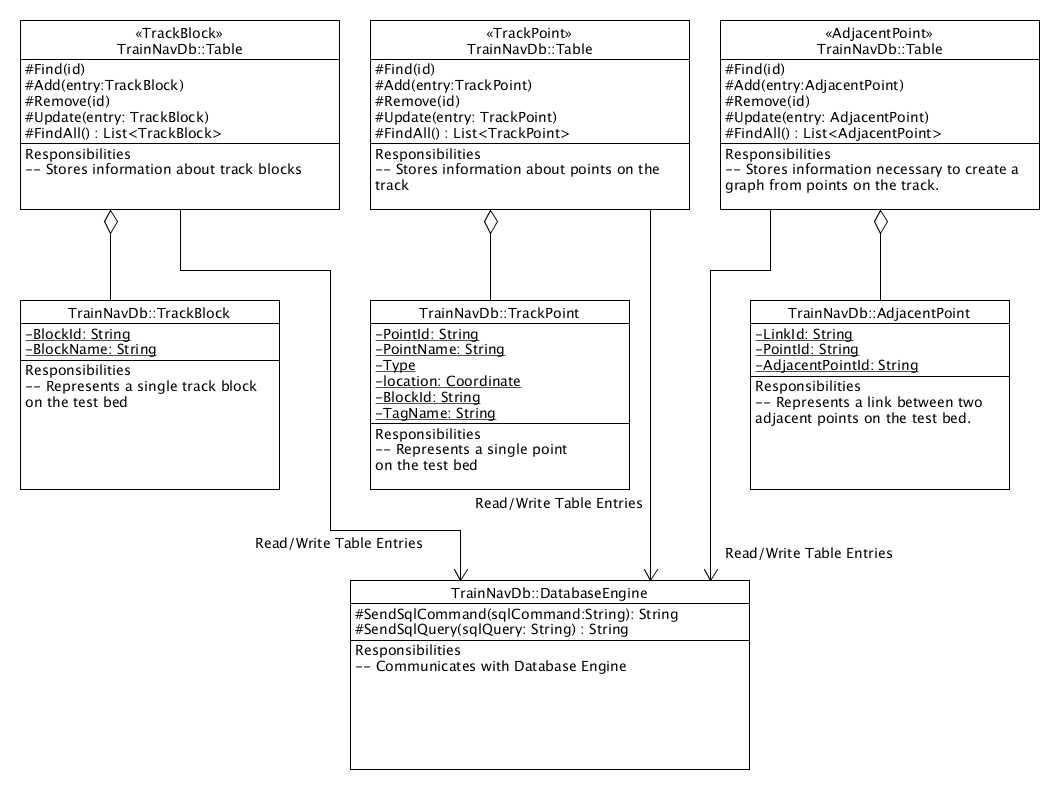 «TrackBlock»
TrainNavDb::Table
#Find(id)
#Add(entry:TrackBlock)
#Remove(id)
#Update(entry: TrackBlock)
#FindAll() : List<TrackBlock>
Responsibilities
-- Stores information about track blocks
«TrackPoint»
TrainNavDb::Table
#Find(id)
#Add(entry:TrackPoint)
#Remove(id)
#Update(entry: TrackPoint)
#FindAll() : List<TrackPoint>
Responsibilities
-- Stores information about points on the
track
«AdjacentPoint»
TrainNavDb::Table
#Find(id)
#Add(entry:AdjacentPoint)
#Remove(id)
#Update(entry: AdjacentPoint)
#FindAll() : List<AdjacentPoint>
Responsibilities
-- Stores information necessary to create a
graph from points on the track.
TrainNavDb::TrackBlock
-BlockId: String
-BlockName: String
Responsibilities
-- Represents a single track block
on the test bed
TrainNavDb::TrackPoint
-PointId: String
-PointName: String
-Type
-location: Coordinate
-BlockId: String
-TagName: String
Responsibilities
-- Represents a single point
on the test bed
TrainNavDb::AdjacentPoint
-LinkId: String
-PointId: String
-AdjacentPointId: String
Responsibilities
-- Represents a link between two
adjacent points on the test bed.
Read/Write Table Entries
Read/Write Table Entries
Read/Write Table Entries
TrainNavDb::DatabaseEngine
#SendSqlCommand(sqlCommand:String): String
#SendSqlQuery(sqlQuery: String) : String
Responsibilities
-- Communicates with Database Engine